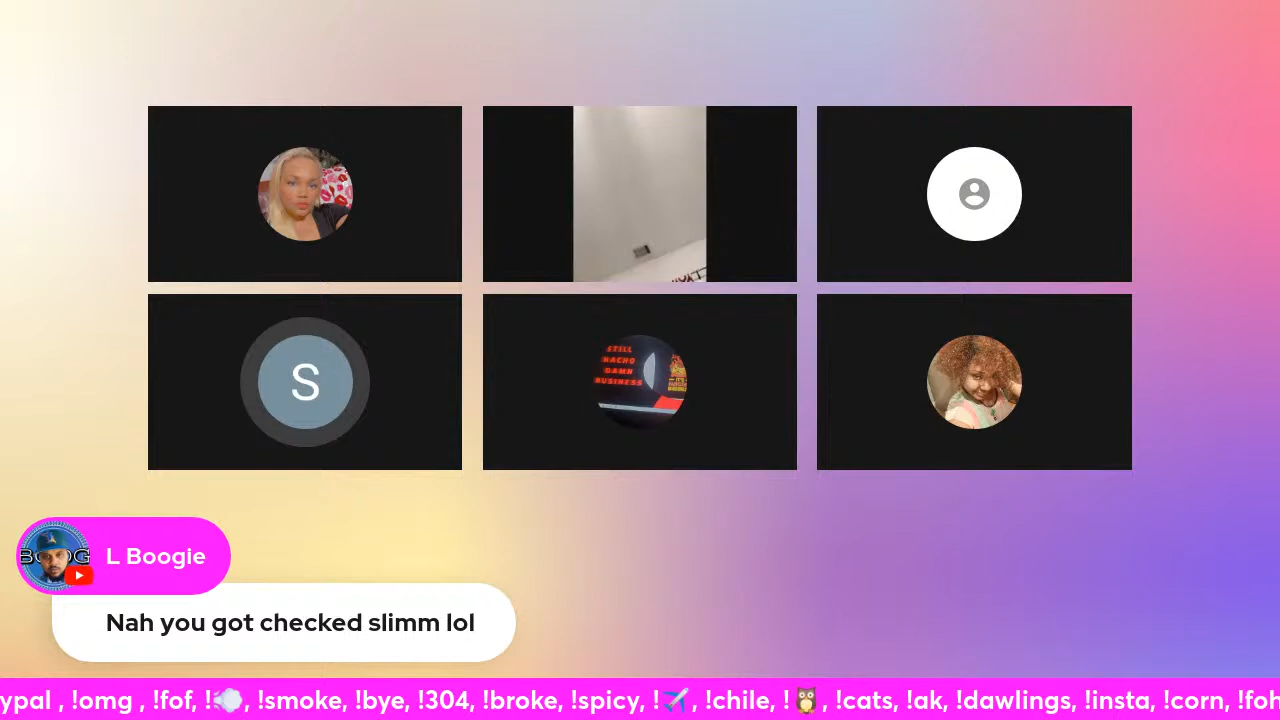 S
STILL
NACHO
DAMN
BUSINESS
L Boogie
Nah you got checked slimm lol
ypal , !omg , !fof, !💨, !smoke, !bye, !304, !broke, !spicy, !✈️, !chile, !🦉, !cats, !ak, !dawlings, !insta, !corn, !foh